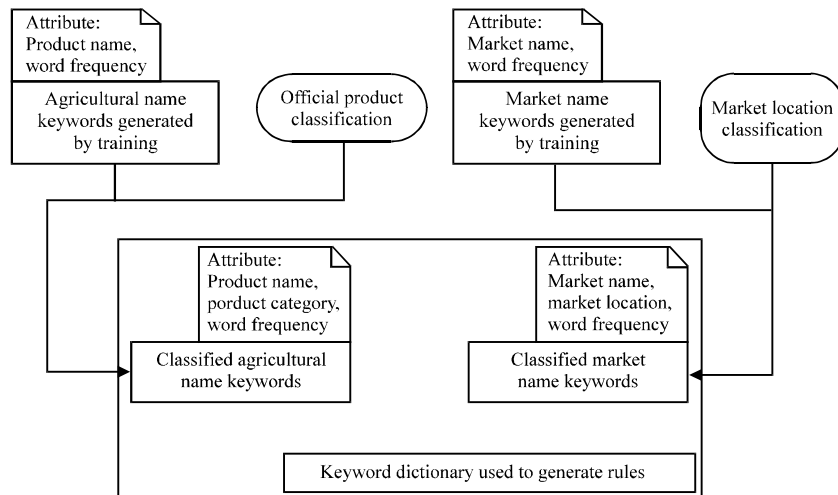 Attribute:
Product name,
word frequency
Agricultural name
keywords generated
by training
Official product
classification
Attribute:
Market name,
word frequency
Market name
keywords generated
by training
Market location
classification
Attribute:
Product name,
porduct category,
word frequency
Classified agricultural
name keywords
Attribute:
Market name,
market location,
word frequency
Classified market
name keywords
Keyword dictionary used to generate rules